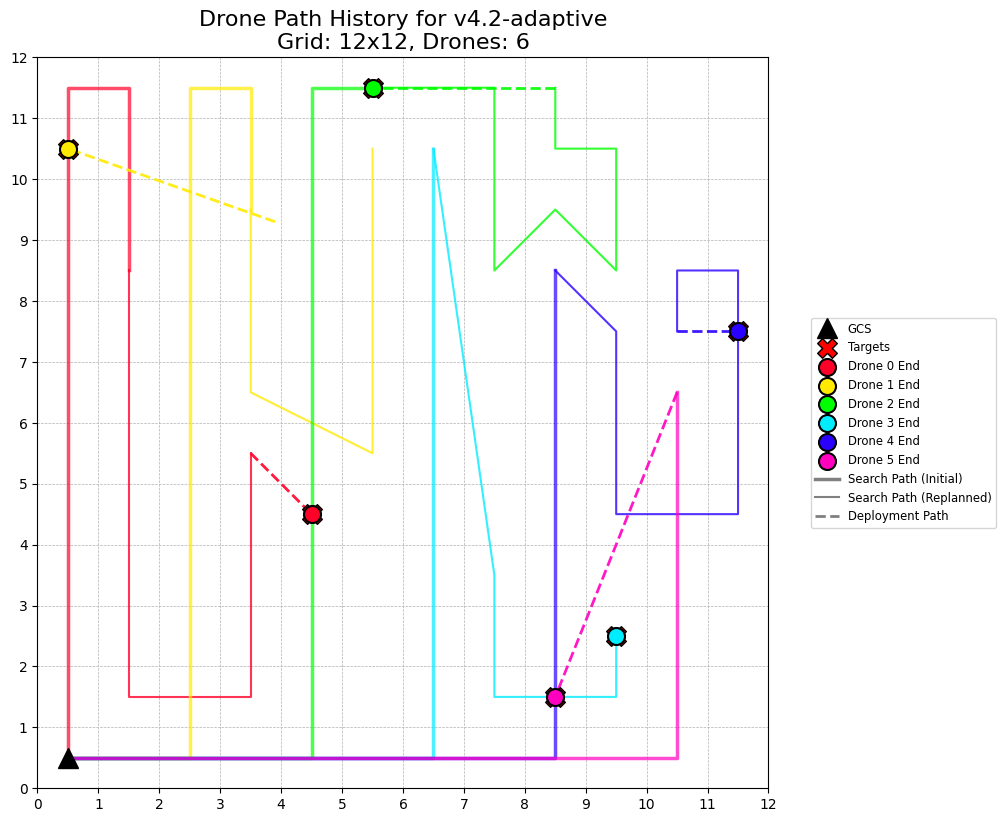 Drone Path History for v4.2-adaptive
Grid: 12x12, Drones: 6
12
11
10
9
8
7
6
5
4
3
2
1
0
0 1 2 3 4 5 6 7 8 9 10 11 12
GCS
Targets
Drone 0 End
Drone 1 End
Drone 2 End
Drone 3 End
Drone 4 End
Drone 5 End
Search Path (Initial)
Search Path (Replanned)
Deployment Path